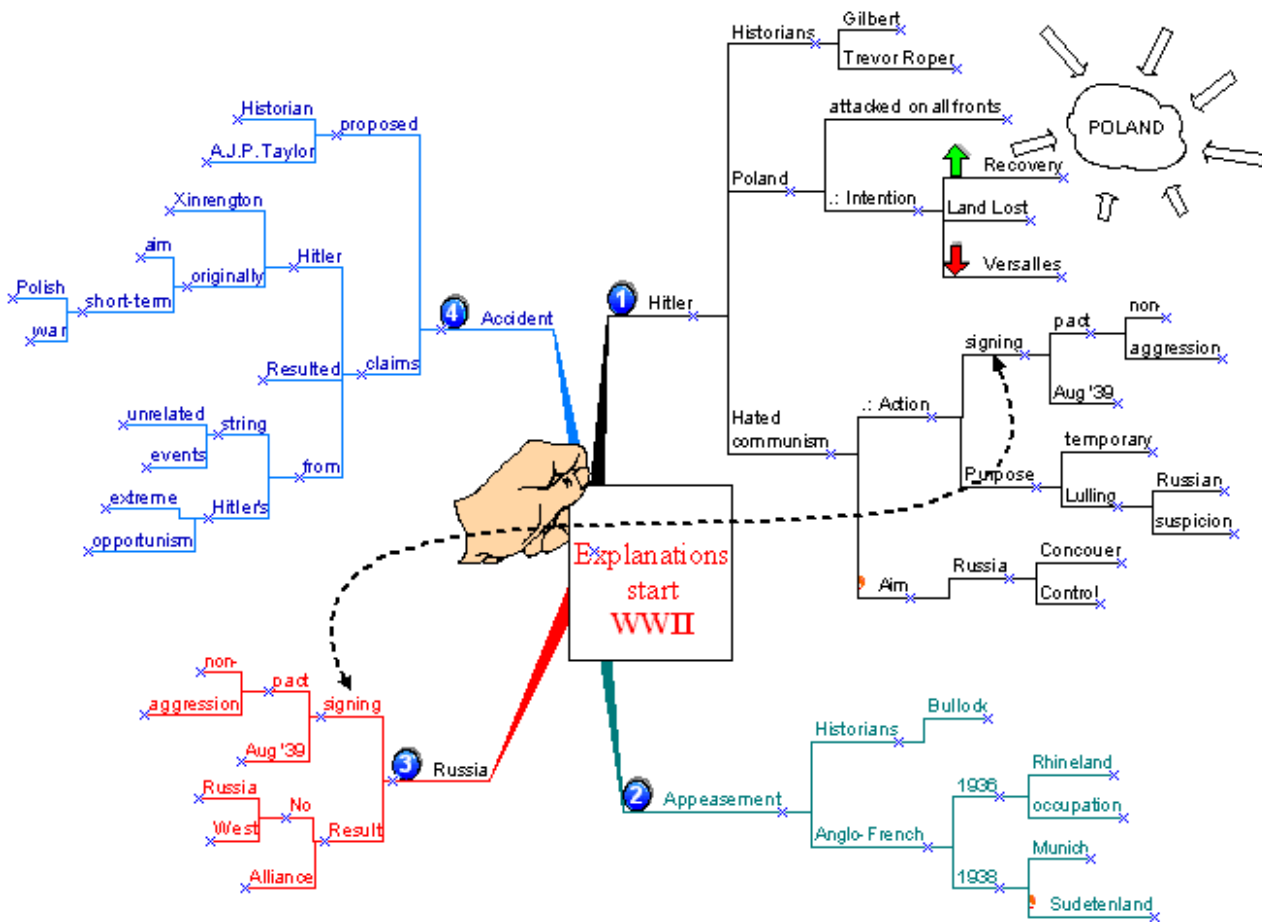 Explanations
start
WWII
1
Hitler
Historians
Gilbert
Trevor Roper
Poland
attacked on all fronts
.: Intention
Recovery
Land Lost
Versalles
POLAND
Hated
communism
.: Action
signing
pact
non-
aggression
Aug '39
Purpose
temporary
Lulling
Russian
suspicion
Aim
Russia
Concouer
Control
2
Appeasement
Historians
Bullock
Anglo-French
1936
Rhineland
occupation
1938
Munich
Sudetenland
3
Russia
signing
pact
non-
aggression
Aug '39
Result
No
Russia
West
Alliance
4
Accident
proposed
Historian
A.J.P. Taylor
claims
Hitler
Xinrengton
originally
aim
short-term
Polish
war
Resulted
from
string
unrelated
events
Hitler's
extreme
opportunism